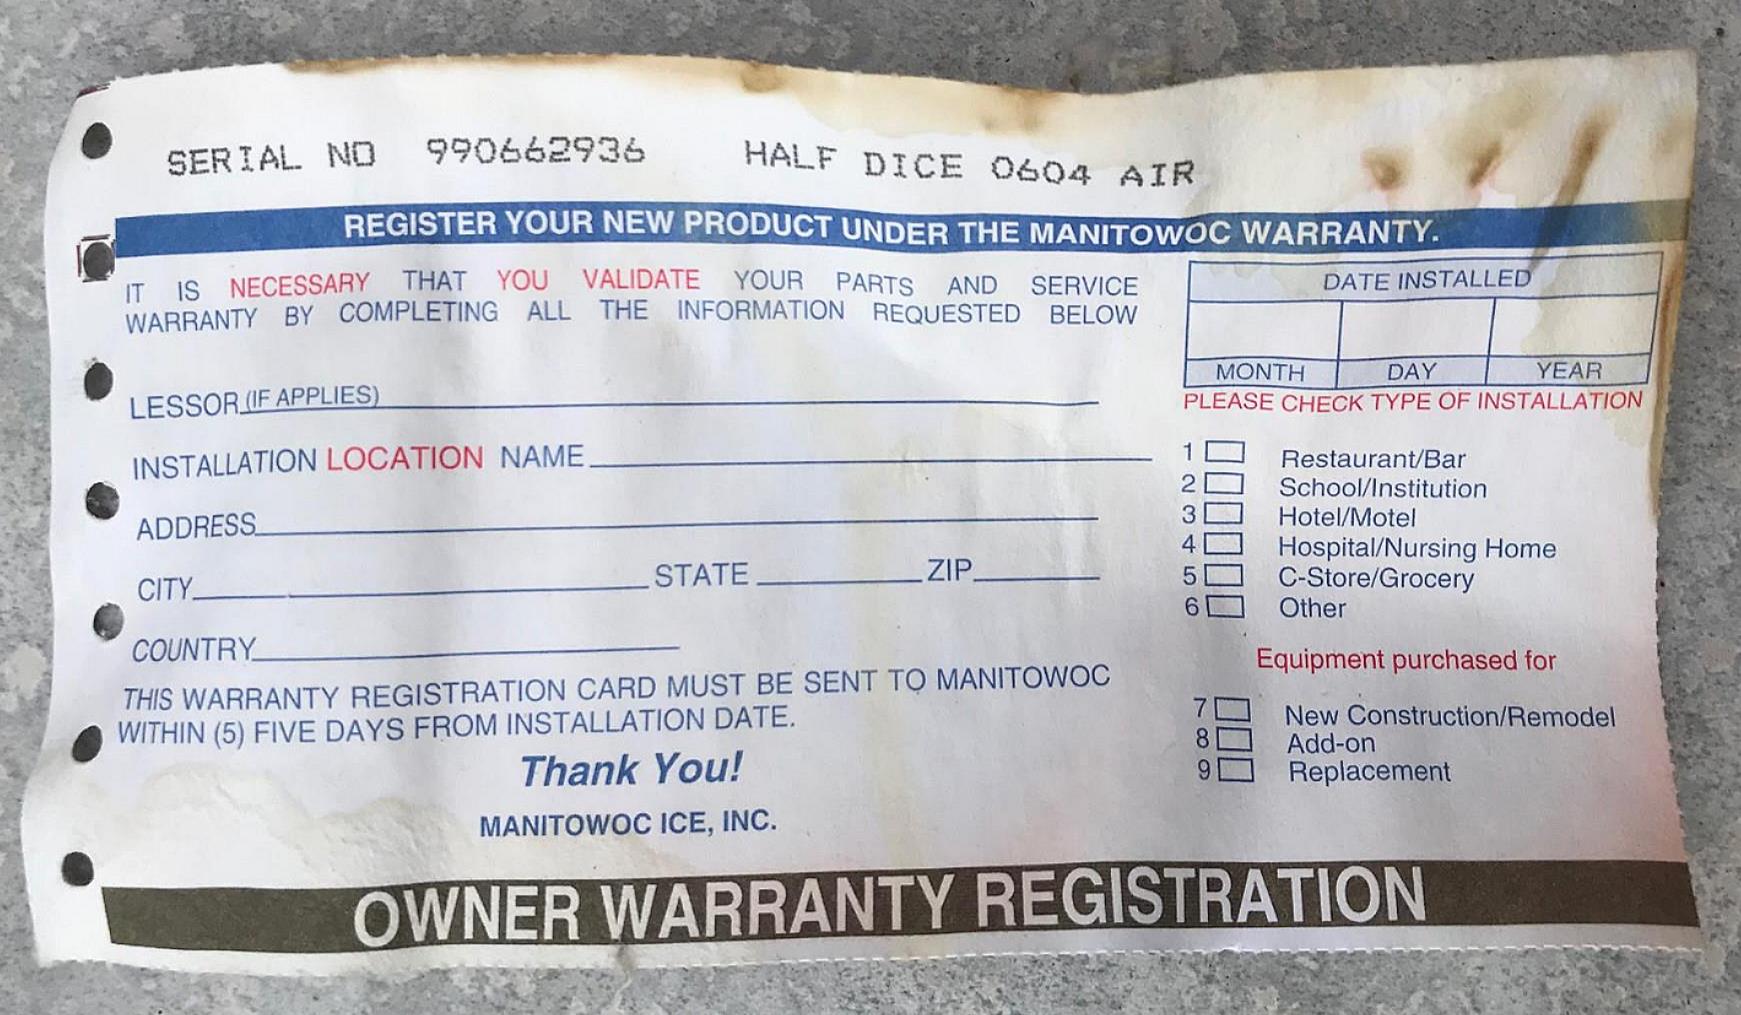 SERIAL NO 990662936 HALF DICE 0604 AIR
REGISTER YOUR NEW PRODUCT UNDER THE MANITOWOC WARRANTY.
IT IS NECESSARY THAT YOU VALIDATE YOUR PARTS AND SERVICE
WARRANTY BY COMPLETING ALL THE INFORMATION REQUESTED BELOW
LESSOR (IF APPLIES)
INSTALLATION LOCATION NAME
ADDRESS
CITY STATE ZIP
COUNTRY
THIS WARRANTY REGISTRATION CARD MUST BE SENT TO MANITOWOC
WITHIN (5) FIVE DAYS FROM INSTALLATION DATE.
Thank You!
MANITOWOC ICE, INC.
DATE INSTALLED
MONTH DAY YEAR
PLEASE CHECK TYPE OF INSTALLATION
1 Restaurant/Bar
2 School/Institution
3 Hotel/Motel
4 Hospital/Nursing Home
5 C-Store/Grocery
6 Other
Equipment purchased for
7 New Construction/Remodel
8 Add-on
9 Replacement
OWNER WARRANTY REGISTRATION